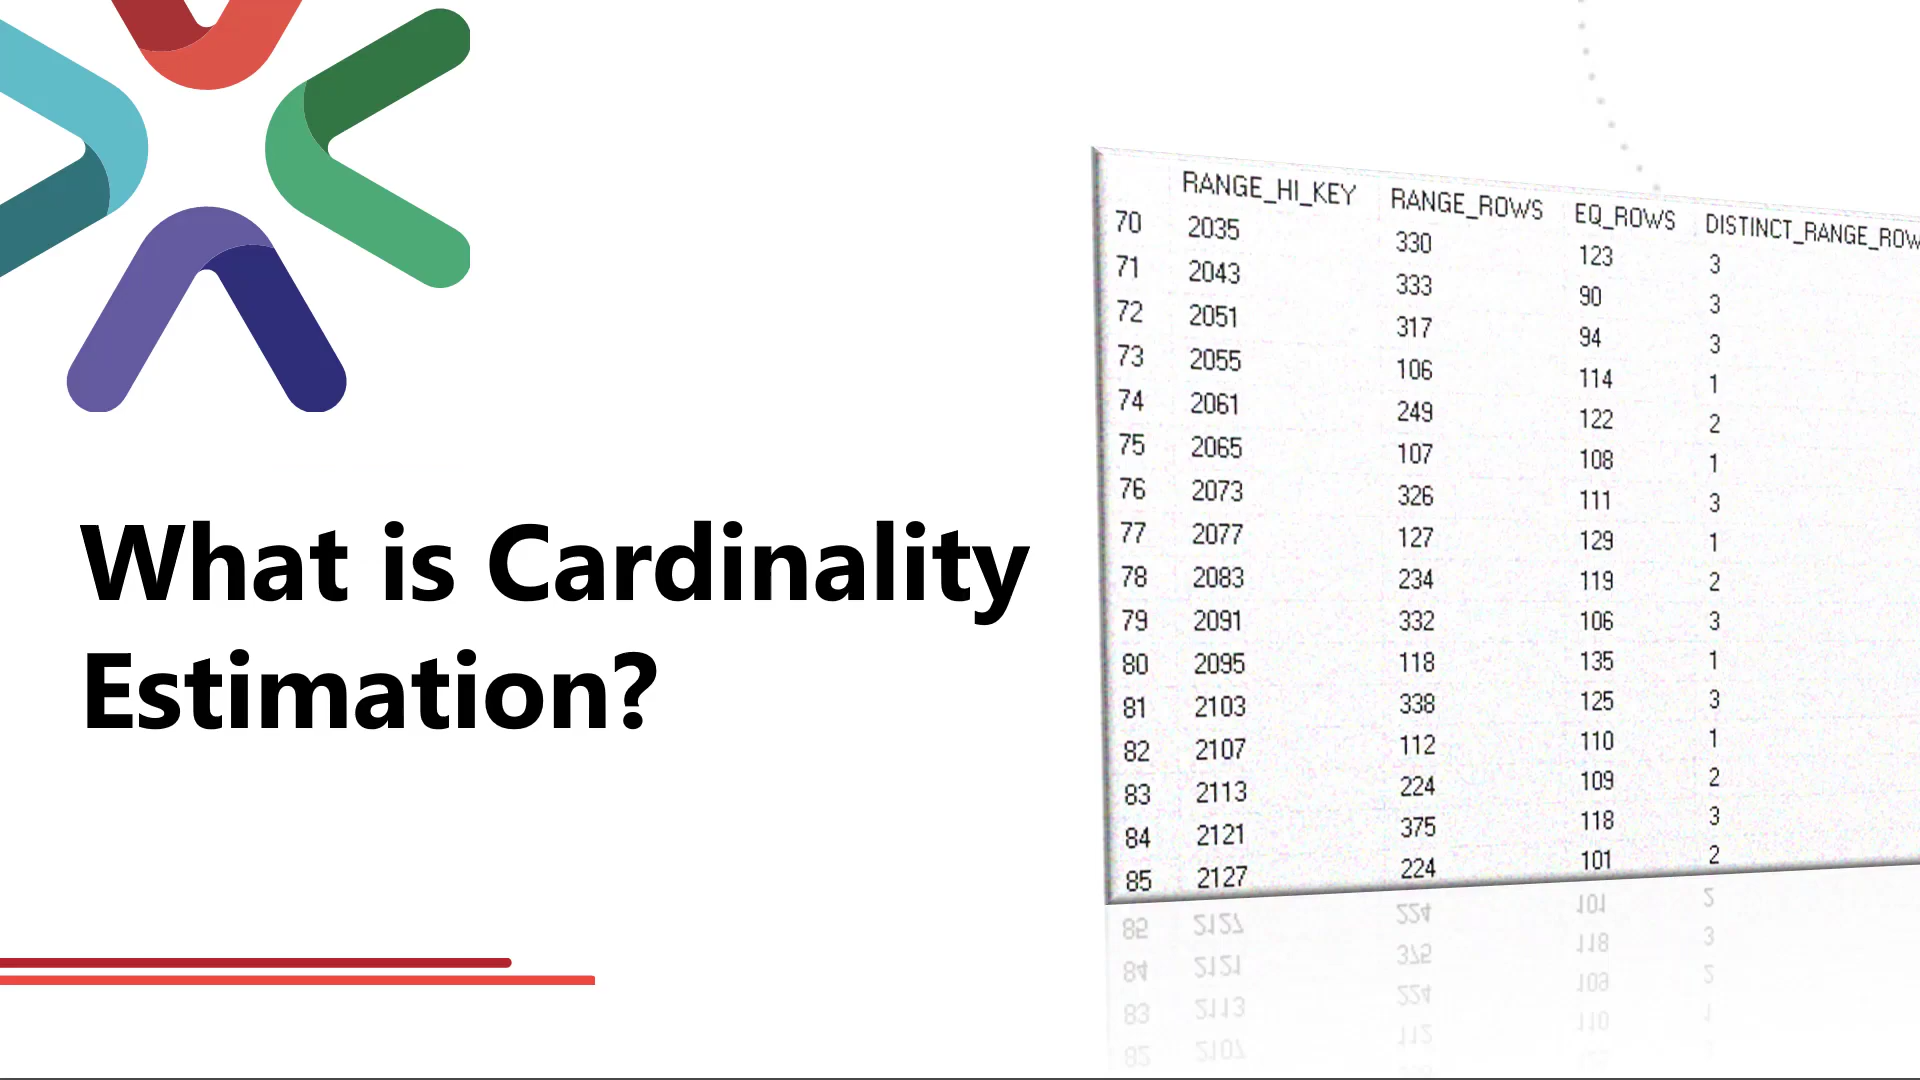 What is Cardinality
Estimation?
RANGE_HI_KEY RANGE_ROWS EQ_ROWS DISTINCT_RANGE_ROW
70 2035 330 123 3
71 2043 333 90 3
72 2051 317 94 3
73 2055 106 114 1
74 2061 249 122 2
75 2065 107 108 1
76 2073 326 111 3
77 2077 127 129 1
78 2083 234 119 2
79 2091 332 106 3
80 2095 118 135 1
81 2103 338 125 3
82 2107 112 110 1
83 2113 224 109 2
84 2121 375 118 3
85 2127 224 101 2